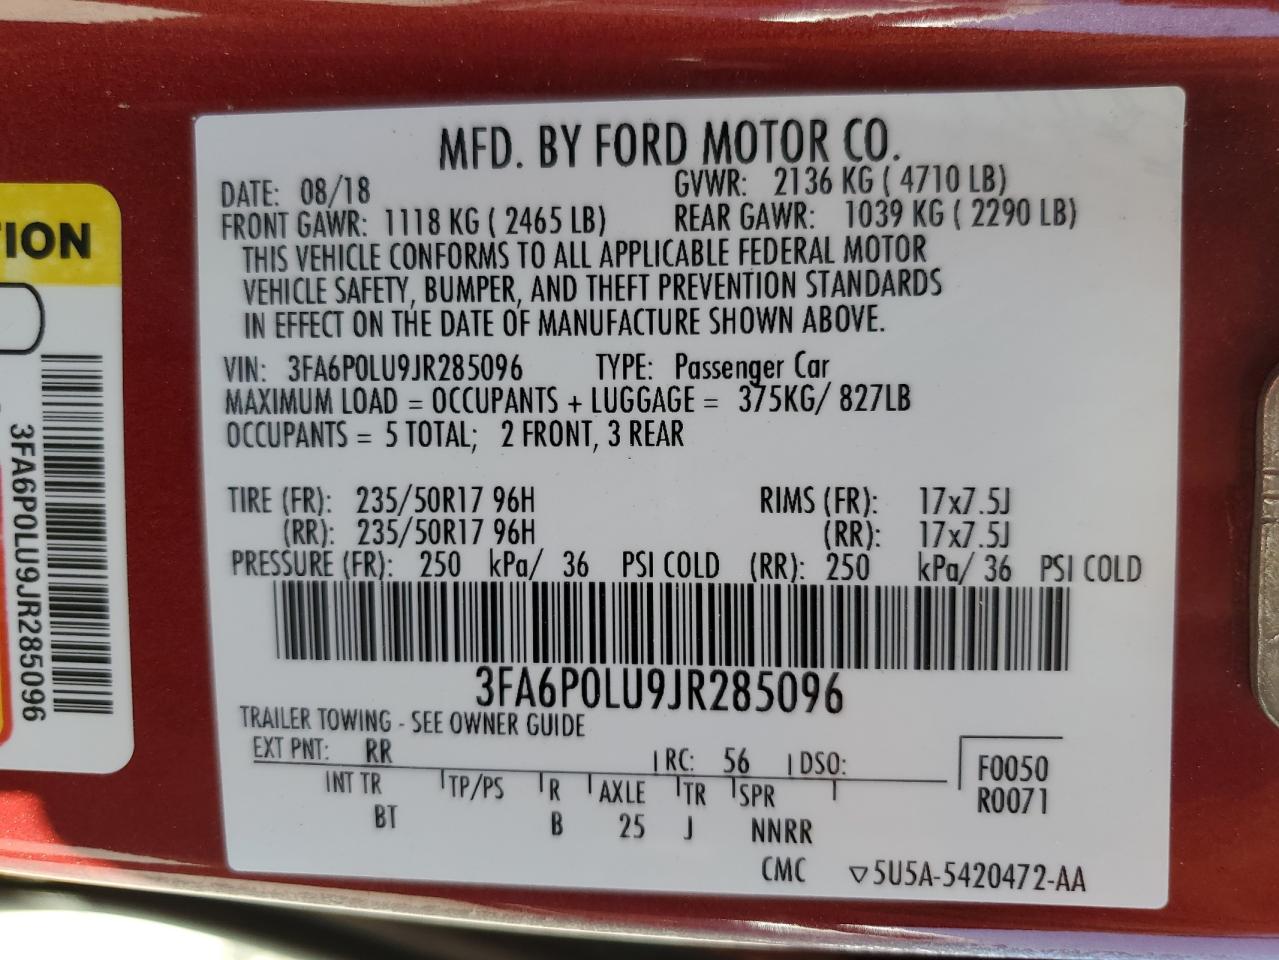 MFD. BY FORD MOTOR CO.
DATE: 08/18 GVWR: 2136 KG ( 4710 LB)
FRONT GAWR: 1118 KG ( 2465 LB) REAR GAWR: 1039 KG ( 2290 LB)
THIS VEHICLE CONFORMS TO ALL APPLICABLE FEDERAL MOTOR
VEHICLE SAFETY, BUMPER, AND THEFT PREVENTION STANDARDS
IN EFFECT ON THE DATE OF MANUFACTURE SHOWN ABOVE.
VIN: 3FA6P0LU9JR285096 TYPE: Passenger Car
MAXIMUM LOAD = OCCUPANTS + LUGGAGE = 375KG/ 827LB
OCCUPANTS = 5 TOTAL; 2 FRONT, 3 REAR
TIRE (FR): 235/50R17 96H RIMS (FR): 17x7.5J
(RR): 235/50R17 96H (RR): 17x7.5J
PRESSURE (FR): 250 kPa/ 36 PSI COLD (RR): 250 kPa/ 36 PSI COLD
3FA6P0LU9JR285096
TRAILER TOWING - SEE OWNER GUIDE
EXT PNT: RR RC: 56 DSO:
INT TR TP/PS R AXLE TR SPR
BT B 25 J NNRR
F0050
R0071
CMC ▽5U5A-5420472-AA
TION
3FA6P0LU9JR285096